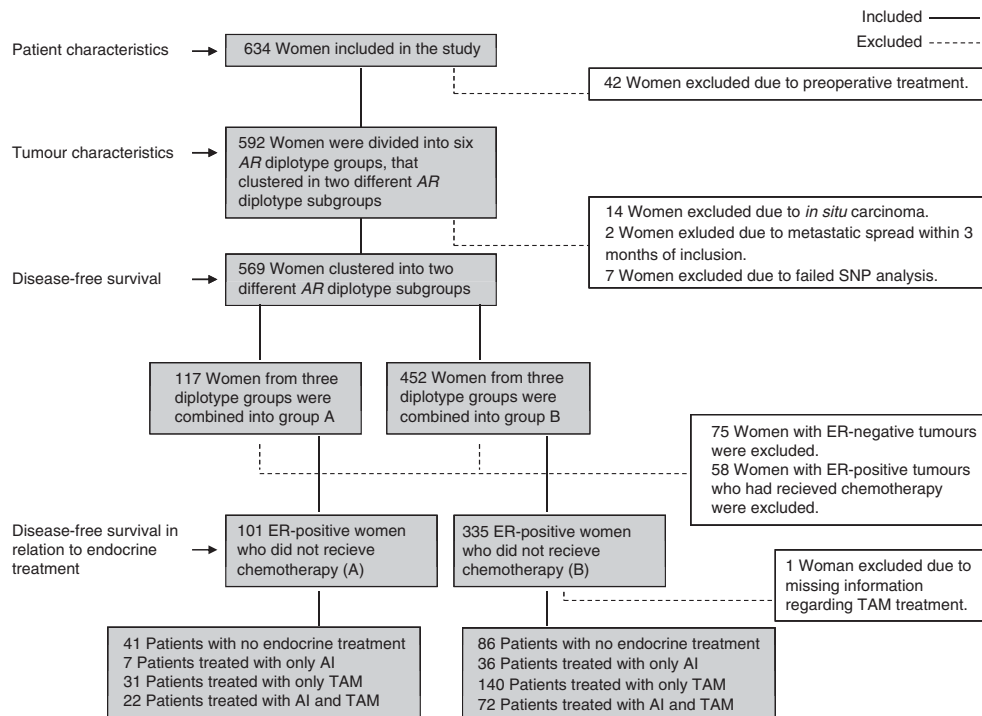 Included
Excluded
Patient characteristics
634 Women included in the study
42 Women excluded due to preoperative treatment.
Tumour characteristics
592 Women were divided into six
AR diplotype groups, that
clustered in two different AR
diplotype subgroups
14 Women excluded due to in situ carcinoma.
2 Women exluded due to metastatic spread within 3
months of inclusion.
7 Women excluded due to failed SNP analysis.
Disease-free survival
569 Women clustered into two
different AR diplotype subgroups
117 Women from three
diplotype groups were
combined into group A
452 Women from three
diplotype groups were
combined into group B
75 Women with ER-negative tumours
were excluded.
58 Women with ER-positive tumours
who had recieved chemotherapy
were excluded.
Disease-free survival in
relation to endocrine
treatment
101 ER-positive women
who did not recieve
chemotherapy (A)
335 ER-positive women
who did not recieve
chemotherapy (B)
1 Woman excluded due to
missing information
regarding TAM treatment.
41 Patients with no endocrine treatment
7 Patients treated with only AI
31 Patients treated with only TAM
22 Patients treated with AI and TAM
86 Patients with no endocrine treatment
36 Patients treated with only AI
140 Patients treated with only TAM
72 Patients treated with AI and TAM